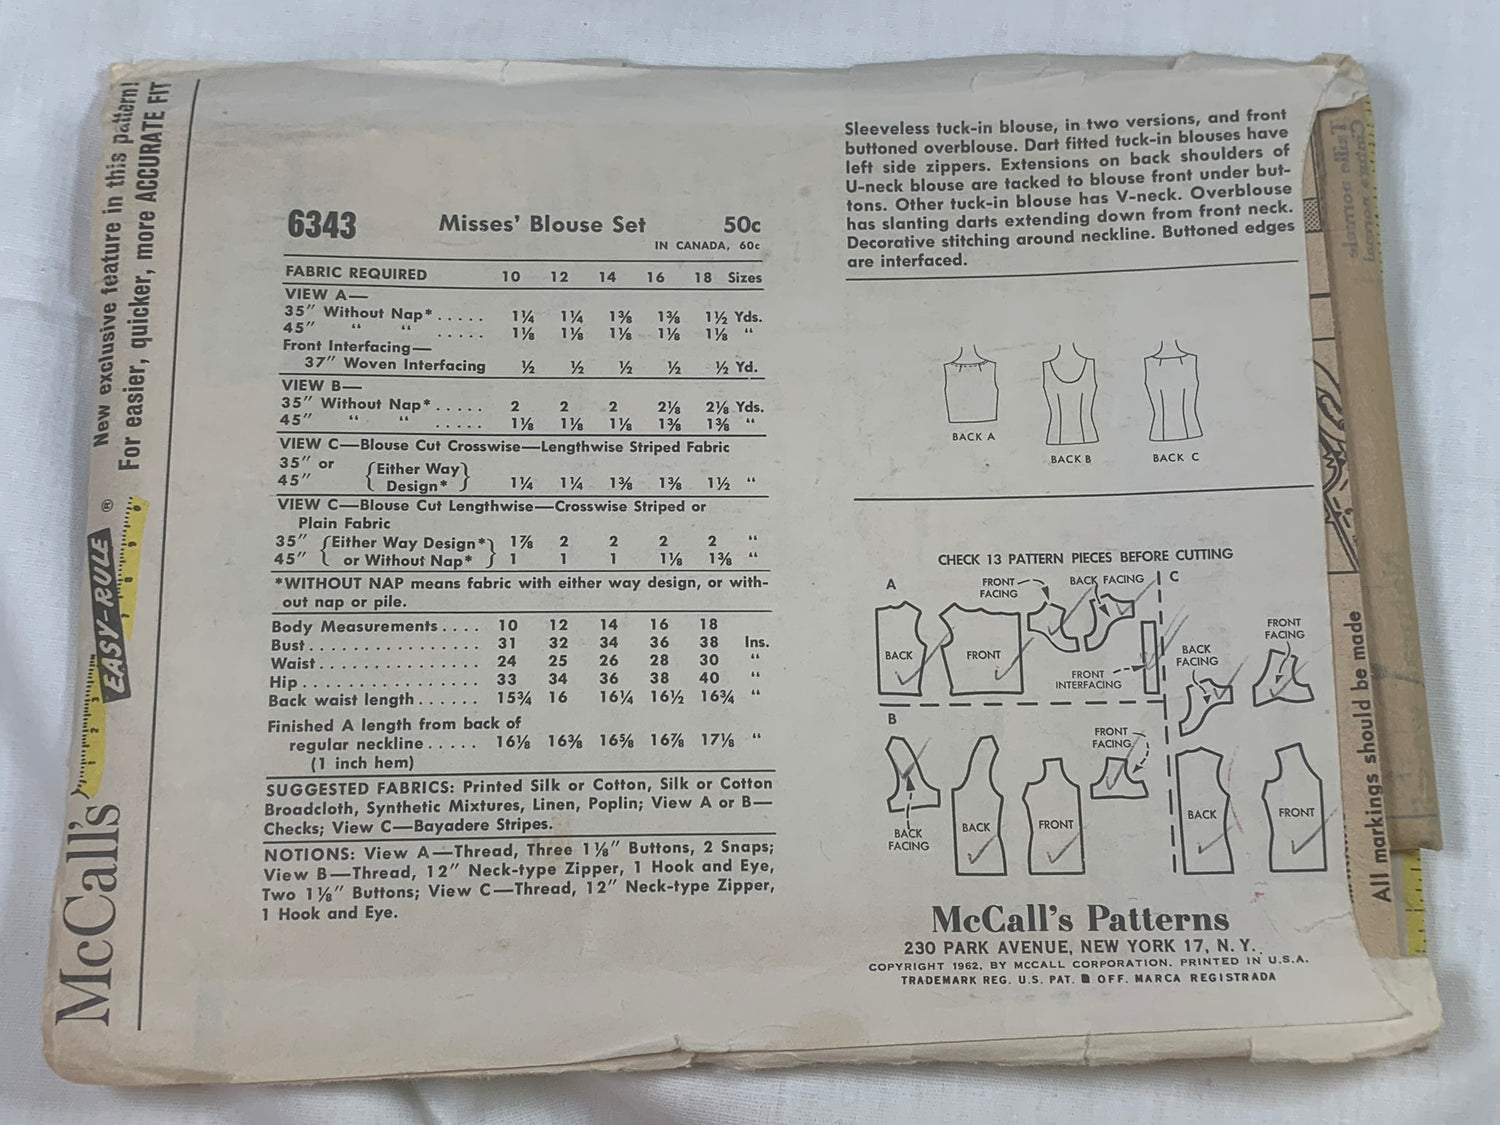 New exclusive feature in this pattern!
For easier, quicker, more ACCURATE FIT
McCall's EASY-RULE ®
6343 Misses' Blouse Set 50c
IN CANADA, 60c
FABRIC REQUIRED 10 12 14 16 18 Sizes
VIEW A—
35″ Without Nap* . . . . . 1¼ 1¼ 1⅜ 1⅜ 1½ Yds.
45″ “ “ . . . . . 1⅛ 1⅛ 1⅛ 1⅛ 1⅛ “
Front Interfacing—
37″ Woven Interfacing ½ ½ ½ ½ ½ Yd.
VIEW B—
35″ Without Nap* . . . . . 2 2 2 2⅛ 2⅛ Yds.
45″ “ “ . . . . . 1⅛ 1⅛ 1⅛ 1⅜ 1⅜ “
VIEW C—Blouse Cut Crosswise—Lengthwise Striped Fabric
35″ or {Either Way}
45″ {Design*} 1¼ 1¼ 1⅜ 1⅜ 1½ “
VIEW C—Blouse Cut Lengthwise—Crosswise Striped or
Plain Fabric
35″ {Either Way Design*} 1⅞ 2 2 2 2 “
45″ {or Without Nap*} 1 1 1 1⅛ 1⅜ “
*WITHOUT NAP means fabric with either way design, or with-
out nap or pile.
Body Measurements . . . . 10 12 14 16 18
Bust . . . . . . . . . . . . . . . . 31 32 34 36 38 Ins.
Waist . . . . . . . . . . . . . . . 24 25 26 28 30 “
Hip . . . . . . . . . . . . . . . . . 33 34 36 38 40 “
Back waist length . . . . . . 15¾ 16 16¼ 16½ 16¾ “
Finished A length from back of
regular neckline . . . . . 16⅛ 16⅜ 16⅝ 16⅞ 17⅛ “
(1 inch hem)
SUGGESTED FABRICS: Printed Silk or Cotton, Silk or Cotton
Broadcloth, Synthetic Mixtures, Linen, Poplin; View A or B—
Checks; View C—Bayadere Stripes.
NOTIONS: View A—Thread, Three 1⅛″ Buttons, 2 Snaps;
View B—Thread, 12″ Neck-type Zipper, 1 Hook and Eye,
Two 1⅛″ Buttons; View C—Thread, 12″ Neck-type Zipper,
1 Hook and Eye.
Sleeveless tuck-in blouse, in two versions, and front
buttoned overblouse. Dart fitted tuck-in blouses have
left side zippers. Extensions on back shoulders of
U-neck blouse are tacked to blouse front under but-
tons. Other tuck-in blouse has V-neck. Overblouse
has slanting darts extending down from front neck.
Decorative stitching around neckline. Buttoned edges
are interfaced.
BACK A
BACK B
BACK C
CHECK 13 PATTERN PIECES BEFORE CUTTING
A
FRONT
FACING
BACK FACING
C
BACK
FRONT
FRONT
INTERFACING
BACK
FACING
FRONT
FACING
B
BACK
FACING
BACK
FRONT
FRONT
FACING
BACK
FRONT
McCall's Patterns
230 PARK AVENUE, NEW YORK 17, N. Y.
COPYRIGHT 1962, BY MCCALL CORPORATION. PRINTED IN U.S.A.
TRADEMARK REG. U.S. PAT. OFF. MARCA REGISTRADA
All markings should be made